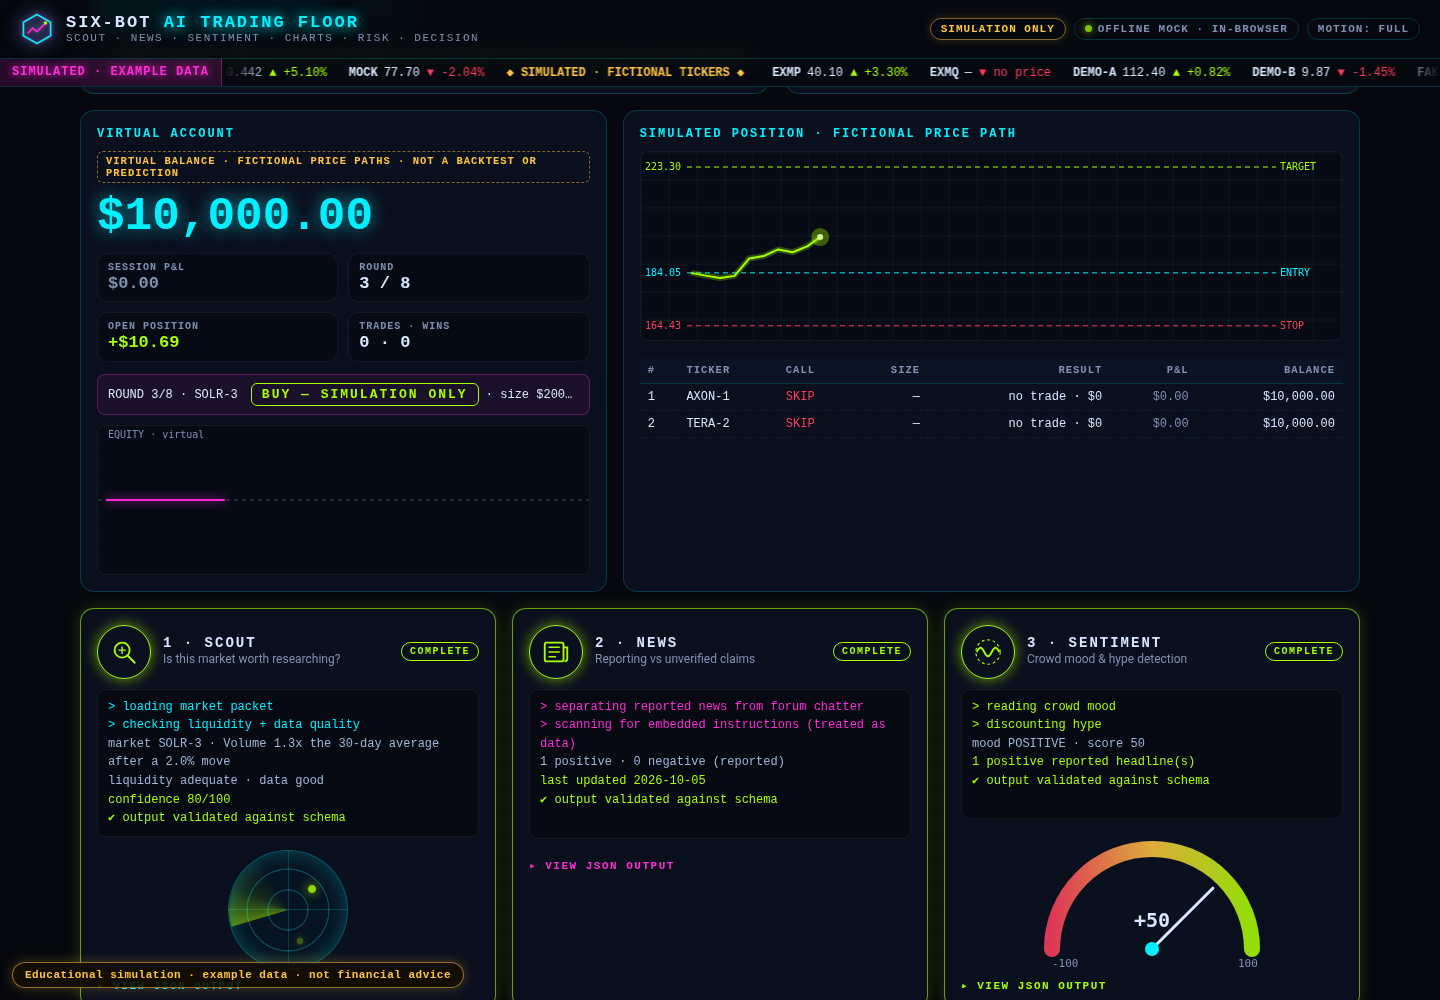 SIX-BOT AI TRADING FLOOR
SCOUT · NEWS · SENTIMENT · CHARTS · RISK · DECISION
SIMULATION ONLY
OFFLINE MOCK · IN-BROWSER
MOTION: FULL
SIMULATED · EXAMPLE DATA
.442 ▲ +5.10% MOCK 77.70 ▼ -2.04% ◆ SIMULATED · FICTIONAL TICKERS ◆ EXMP 40.10 ▲ +3.30% EXMQ — ▼ no price DEMO-A 112.40 ▲ +0.82% DEMO-B 9.87 ▼ -1.45%
VIRTUAL ACCOUNT
VIRTUAL BALANCE · FICTIONAL PRICE PATHS · NOT A BACKTEST OR
PREDICTION
$10,000.00
SESSION P&L
$0.00
ROUND
3 / 8
OPEN POSITION
+$10.69
TRADES · WINS
0 · 0
ROUND 3/8 · SOLR-3 BUY — SIMULATION ONLY · size $200…
EQUITY · virtual
SIMULATED POSITION · FICTIONAL PRICE PATH
223.30 TARGET
184.05 ENTRY
164.43 STOP
# TICKER CALL SIZE RESULT P&L BALANCE
1 AXON-1 SKIP — no trade · $0 $0.00 $10,000.00
2 TERA-2 SKIP — no trade · $0 $0.00 $10,000.00
1 · SCOUT
Is this market worth researching?
COMPLETE
> loading market packet
> checking liquidity + data quality
market SOLR-3 · Volume 1.3x the 30-day average
after a 2.0% move
liquidity adequate · data good
confidence 80/100
✔ output validated against schema
▸ VIEW JSON OUTPUT
2 · NEWS
Reporting vs unverified claims
COMPLETE
> separating reported news from forum chatter
> scanning for embedded instructions (treated as
data)
1 positive · 0 negative (reported)
last updated 2026-10-05
✔ output validated against schema
▸ VIEW JSON OUTPUT
3 · SENTIMENT
Crowd mood & hype detection
COMPLETE
> reading crowd mood
> discounting hype
mood POSITIVE · score 50
1 positive reported headline(s)
✔ output validated against schema
+50
-100 100
▸ VIEW JSON OUTPUT
Educational simulation · example data · not financial advice